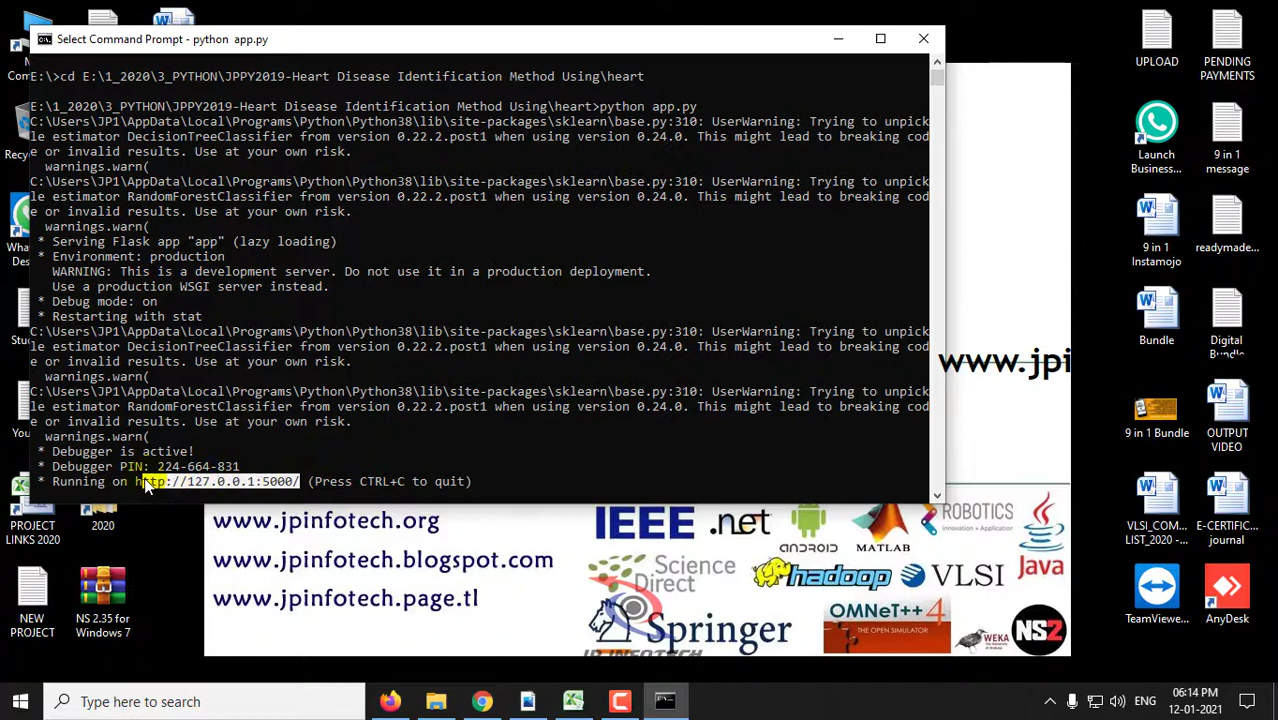 Select Command Prompt - python  app.py
E:\>cd E:\1_2020\3_PYTHON\JPPY2019-Heart Disease Identification Method Using\heart
E:\1_2020\3_PYTHON\JPPY2019-Heart Disease Identification Method Using\heart>python app.py
C:\Users\JP1\AppData\Local\Programs\Python\Python38\lib\site-packages\sklearn\base.py:310: UserWarning: Trying to unpick
le estimator DecisionTreeClassifier from version 0.22.2.post1 when using version 0.24.0. This might lead to breaking cod
e or invalid results. Use at your own risk.
warnings.warn(
C:\Users\JP1\AppData\Local\Programs\Python\Python38\lib\site-packages\sklearn\base.py:310: UserWarning: Trying to unpick
le estimator RandomForestClassifier from version 0.22.2.post1 when using version 0.24.0. This might lead to breaking cod
e or invalid results. Use at your own risk.
warnings.warn(
* Serving Flask app "app" (lazy loading)
* Environment: production
WARNING: This is a development server. Do not use it in a production deployment.
Use a production WSGI server instead.
* Debug mode: on
* Restarting with stat
C:\Users\JP1\AppData\Local\Programs\Python\Python38\lib\site-packages\sklearn\base.py:310: UserWarning: Trying to unpick
le estimator DecisionTreeClassifier from version 0.22.2.post1 when using version 0.24.0. This might lead to breaking cod
e or invalid results. Use at your own risk.
warnings.warn(
C:\Users\JP1\AppData\Local\Programs\Python\Python38\lib\site-packages\sklearn\base.py:310: UserWarning: Trying to unpick
le estimator RandomForestClassifier from version 0.22.2.post1 when using version 0.24.0. This might lead to breaking cod
e or invalid results. Use at your own risk.
warnings.warn(
* Debugger is active!
* Debugger PIN: 224-664-831
* Running on http://127.0.0.1:5000/ (Press CTRL+C to quit)
UPLOAD
PENDING
PAYMENTS
Launch
Business...
9 in 1
message
9 in 1
Instamojo
readymade...
Bundle
Digital
Bundle
www.jpi
9 in 1 Bundle
OUTPUT
VIDEO
VLSI_COM...
LIST_2020 -...
E-CERTIFIC...
journal
TeamViewe...
AnyDesk
PROJECT
LINKS 2020
2020
NEW
PROJECT
NS 2.35 for
Windows 7
www.jpinfotech.org
www.jpinfotech.blogspot.com
www.jpinfotech.page.tl
IEEE
.net
ANDROID
MATLAB
ROBOTICS
Innovation + Application
Java
Science
Direct
hadoop
VLSI
Springer
OMNeT++ 4
THE OPEN SIMULATOR
WEKA
NS2
JP INFOTECH
Type here to search
ENG
06:14 PM
12-01-2021